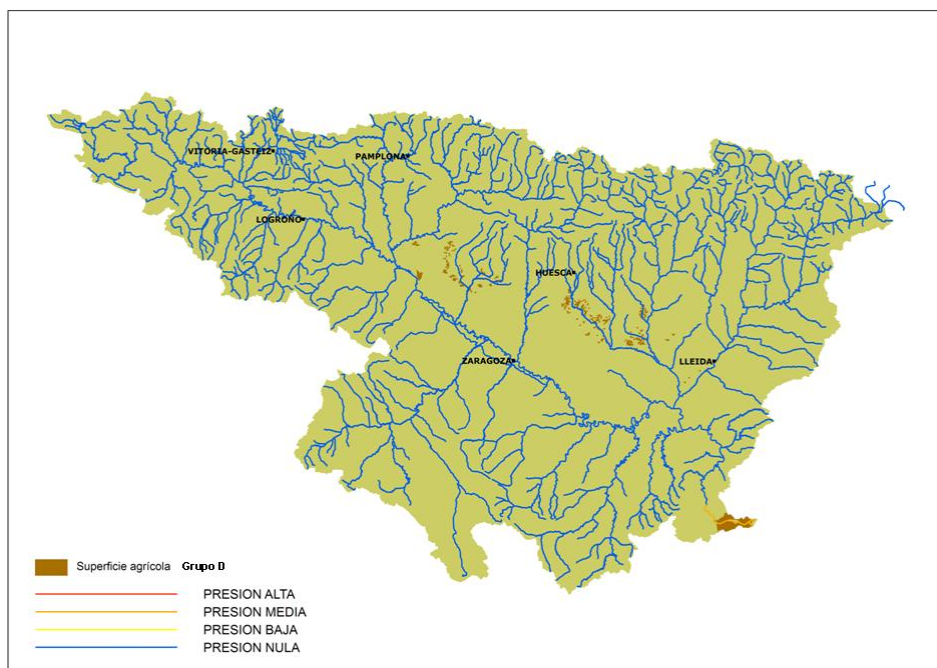 VITORIA-GASTEIZ
PAMPLONA
LOGROÑO
HUESCA
ZARAGOZA
LLEIDA
Superficie agrícola Grupo D
PRESION ALTA
PRESION MEDIA
PRESION BAJA
PRESION NULA